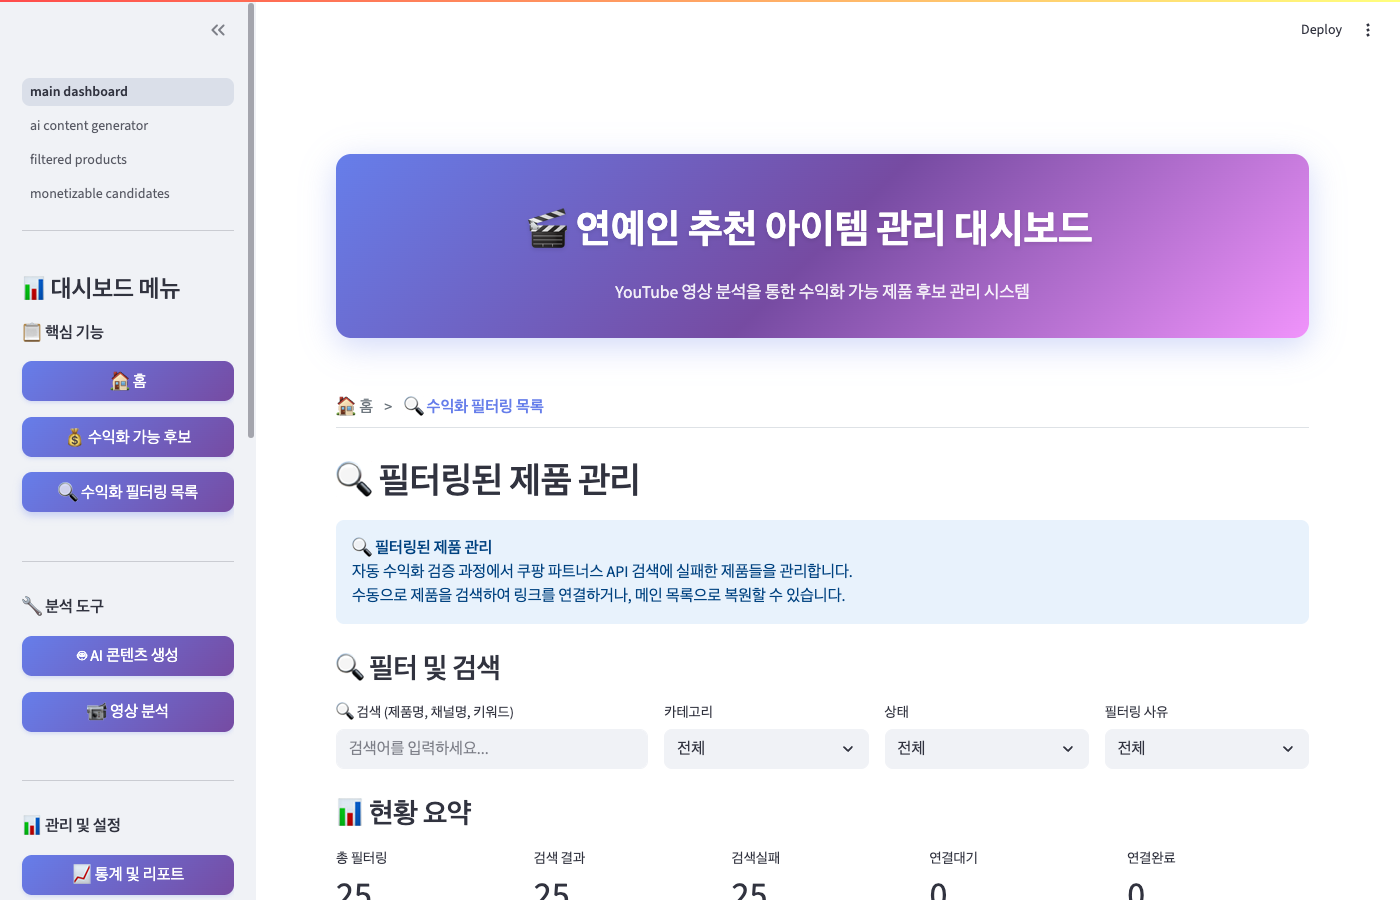 Deploy
main dashboard
ai content generator
filtered products
monetizable candidates
📊 대시보드 메뉴
📋 핵심 기능
🏠 홈
💰 수익화 가능 후보
🔍 수익화 필터링 목록
🔧 분석 도구
🤖 AI 콘텐츠 생성
📹 영상 분석
📊 관리 및 설정
📈 통계 및 리포트
🎬 연예인 추천 아이템 관리 대시보드
YouTube 영상 분석을 통한 수익화 가능 제품 후보 관리 시스템
🏠 홈 > 🔍 수익화 필터링 목록
🔍 필터링된 제품 관리
🔍 필터링된 제품 관리
자동 수익화 검증 과정에서 쿠팡 파트너스 API 검색에 실패한 제품들을 관리합니다.
수동으로 제품을 검색하여 링크를 연결하거나, 메인 목록으로 복원할 수 있습니다.
🔍 필터 및 검색
🔍 검색 (제품명, 채널명, 키워드) 카테고리 상태 필터링 사유
검색어를 입력하세요... 전체 전체 전체
📊 현황 요약
총 필터링 검색 결과 검색실패 연결대기 연결완료
25 25 25 0 0